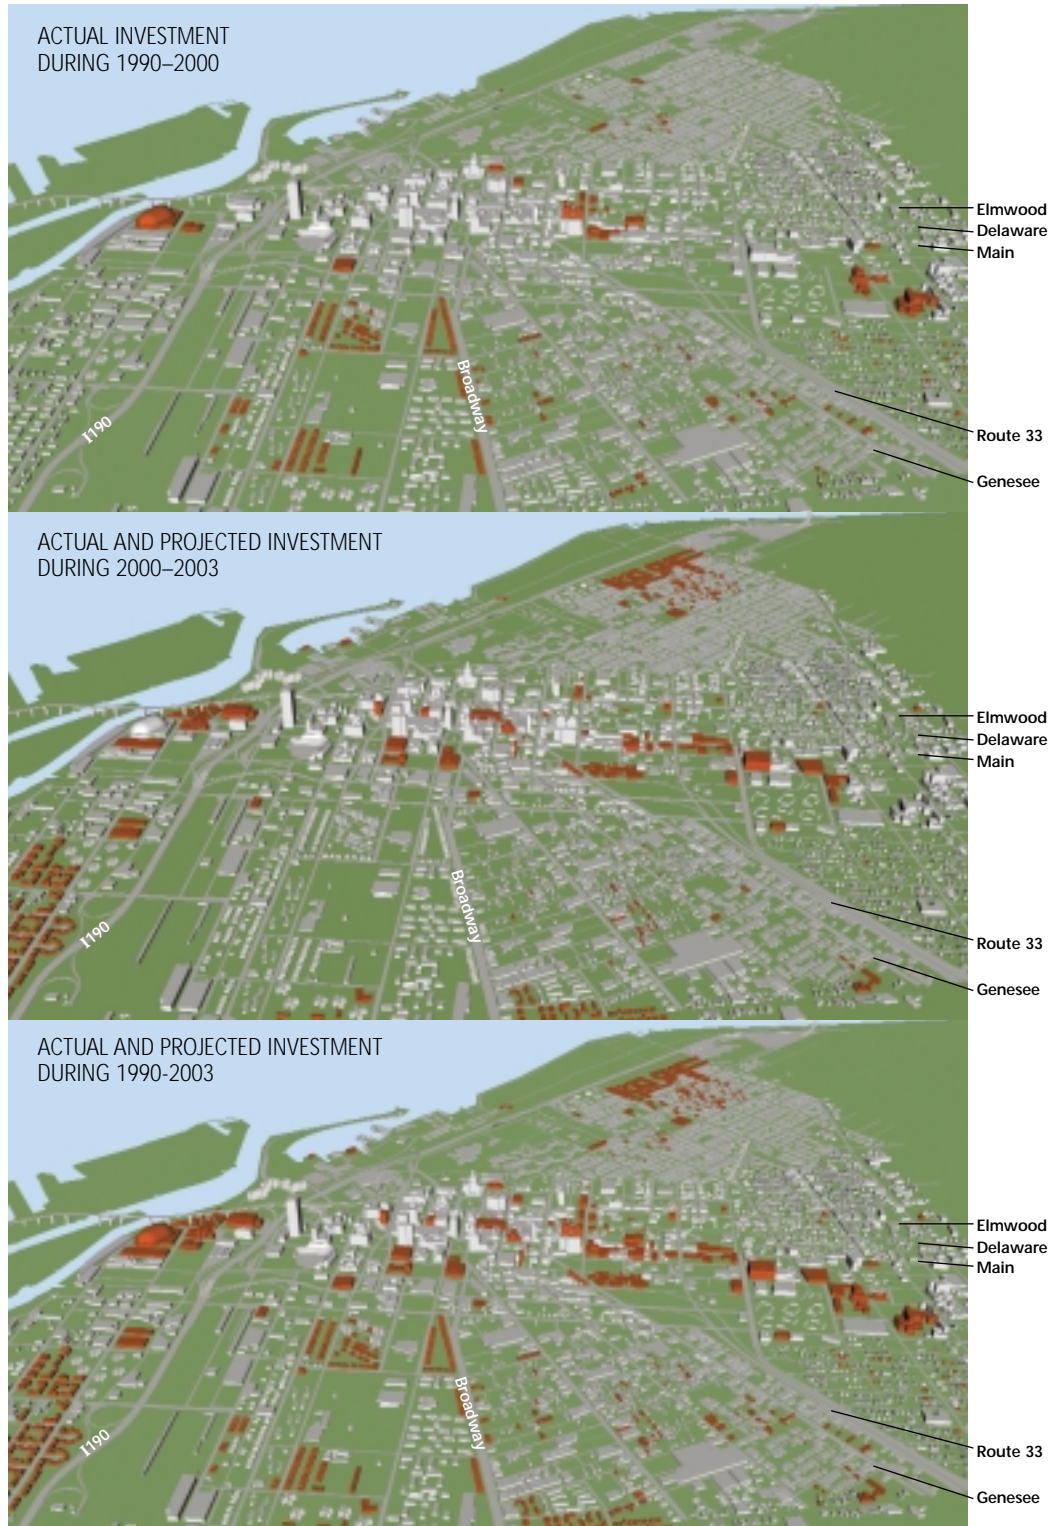 ACTUAL INVESTMENT
DURING 1990–2000
Elmwood
Delaware
Main
Broadway
I190
Route 33
Genesee
ACTUAL AND PROJECTED INVESTMENT
DURING 2000–2003
Elmwood
Delaware
Main
Broadway
I190
Route 33
Genesee
ACTUAL AND PROJECTED INVESTMENT
DURING 1990-2003
Elmwood
Delaware
Main
Broadway
I190
Route 33
Genesee